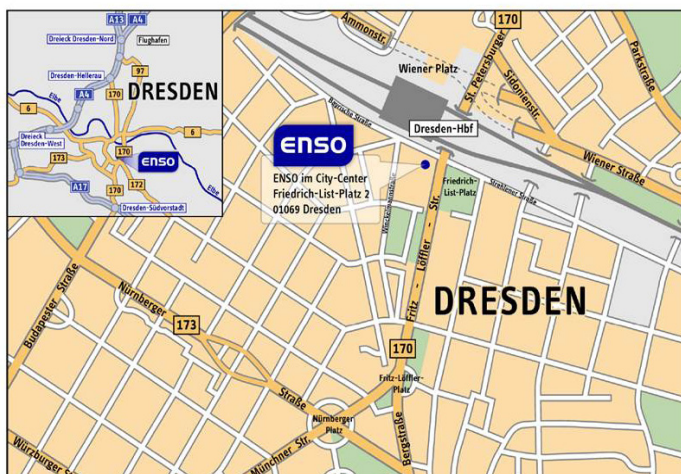 A13
A4
Dreieck Dresden-Nord
Flughafen
Dresden-Hellerau
97
A4
170
DRESDEN
Elbe
6
6
Dreieck
Dresden-West
173
170
ENSO
A17
170
172
Elbe
Dresden-Südvorstadt
170
Ammonstr.
Wiener Platz
St. Petersburger
Sidonienstr.
Parkstraße
Bayrische Straße
Dresden-Hbf
Wiener Straße
ENSO
ENSO im City-Center
Friedrich-List-Platz 2
01069 Dresden
Winckelmannstraße
Friedrich-
List-Platz
Strehlener Straße
Fritz - Löffler - Str.
DRESDEN
Budapester Straße
Nürnberger
173
Straße
170
Fritz-Löffler-
Platz
Nürnberger
Platz
Bergstraße
Münchner Str.
Würzburger Straße